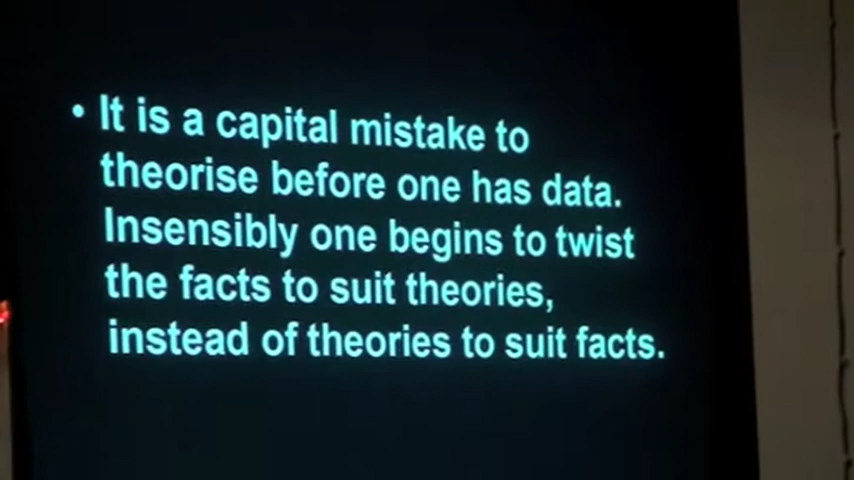 • It is a capital mistake to
theorise before one has data.
Insensibly one begins to twist
the facts to suit theories,
instead of theories to suit facts.